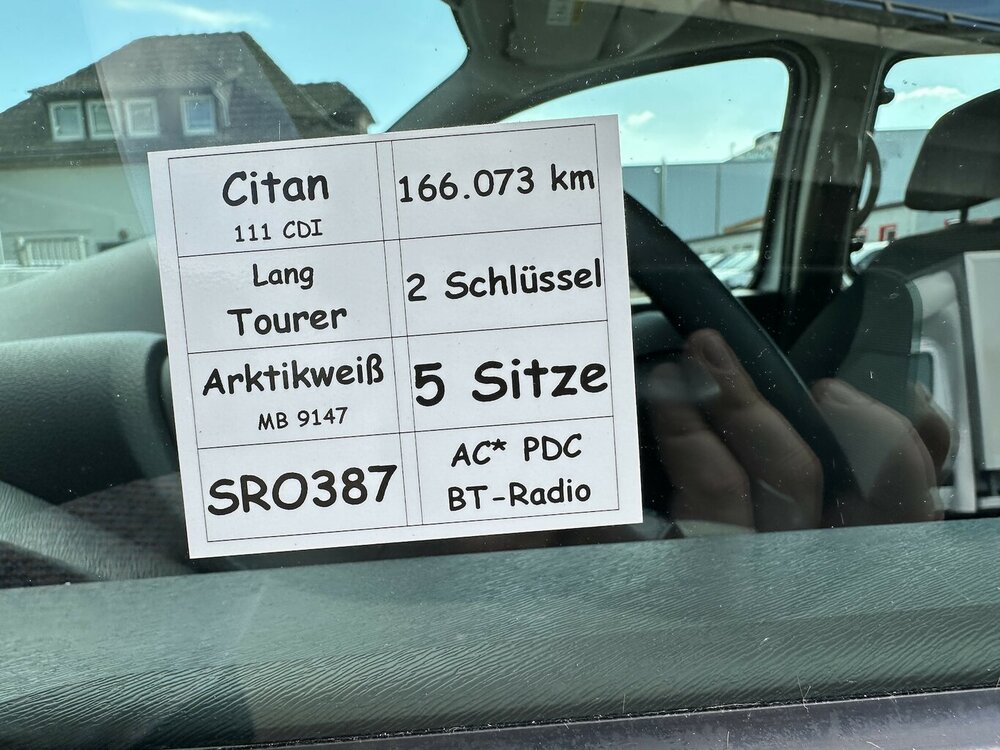 Citan
111 CDI
166.073 km
Lang
Tourer
2 Schlüssel
Arktikweiß
MB 9147
5 Sitze
SRO387
AC* PDC
BT-Radio